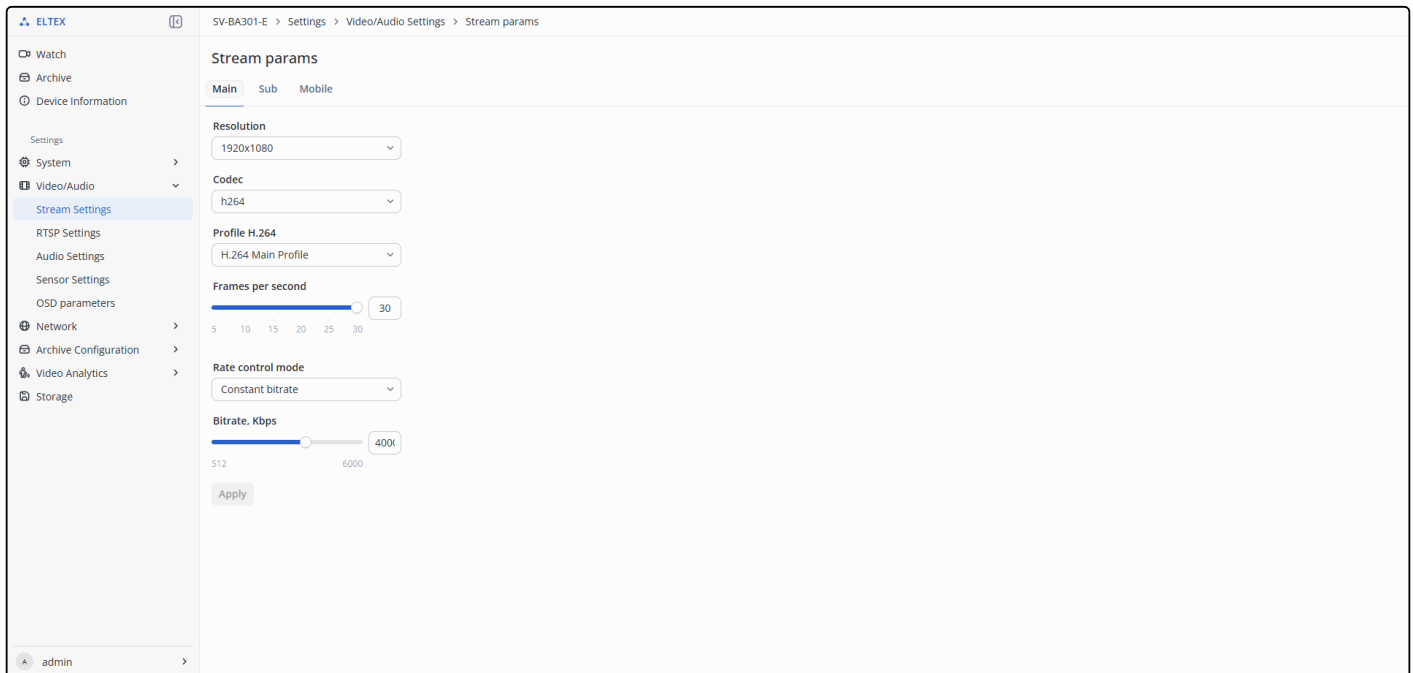 ELTEX
SV-BA301-E > Settings > Video/Audio Settings > Stream params
Watch
Archive
Device Information
Settings
System
Video/Audio
Stream Settings
RTSP Settings
Audio Settings
Sensor Settings
OSD parameters
Network
Archive Configuration
Video Analytics
Storage
A admin
Stream params
Main Sub Mobile
Resolution
1920x1080
Codec
h264
Profile H.264
H.264 Main Profile
Frames per second
30
5 10 15 20 25 30
Rate control mode
Constant bitrate
Bitrate, Kbps
400
512 6000
Apply